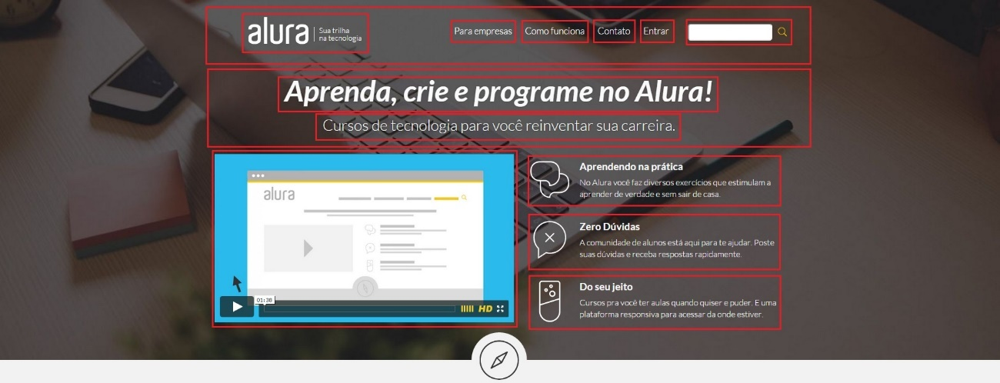 alura
Sua trilha
na tecnologia
Para empresas
Como funciona
Contato
Entrar
Aprenda, crie e programe no Alura!
Cursos de tecnologia para você reinventar sua carreira.
alura
01:38
HD
Aprendendo na prática
No Alura você faz diversos exercícios que estimulam a
aprender de verdade e sem sair de casa.
Zero Dúvidas
A comunidade de alunos está aqui para te ajudar. Poste
suas dúvidas e receba respostas rapidamente.
Do seu jeito
Cursos pra você ter aulas quando quiser e puder. E uma
plataforma responsiva para acessar da onde estiver.